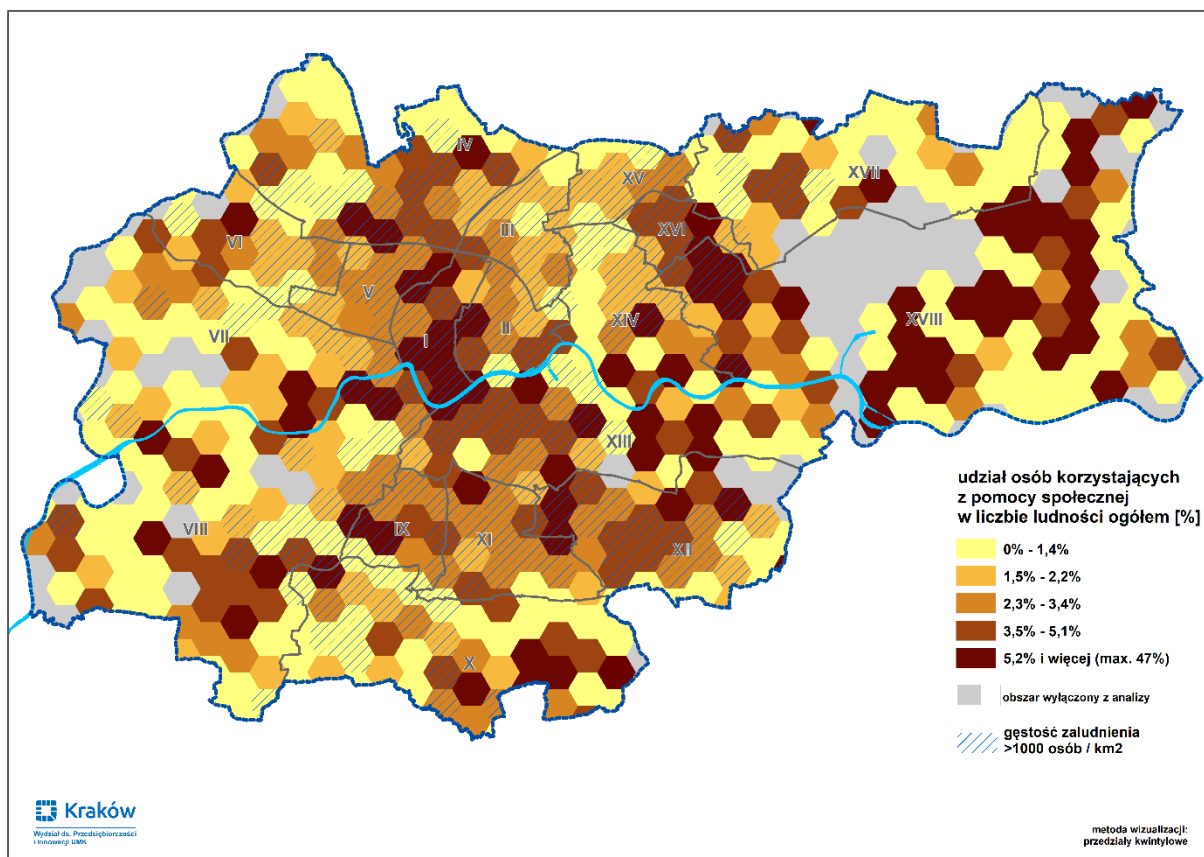 IV
XVII
XV
III
XVI
VI
V
XIV
II
I
XVIII
VII
XIII
VIII
IX
XI
XII
X
udział osób korzystających
z pomocy społecznej
w liczbie ludności ogółem [%]
0% - 1,4%
1,5% - 2,2%
2,3% - 3,4%
3,5% - 5,1%
5,2% i więcej (max. 47%)
obszar wyłączony z analizy
gęstość zaludnienia
>1000 osób / km2
Kraków
Wydział ds. Przedsiębiorczości
i Innowacji UMK
metoda wizualizacji:
przedziały kwintylowe